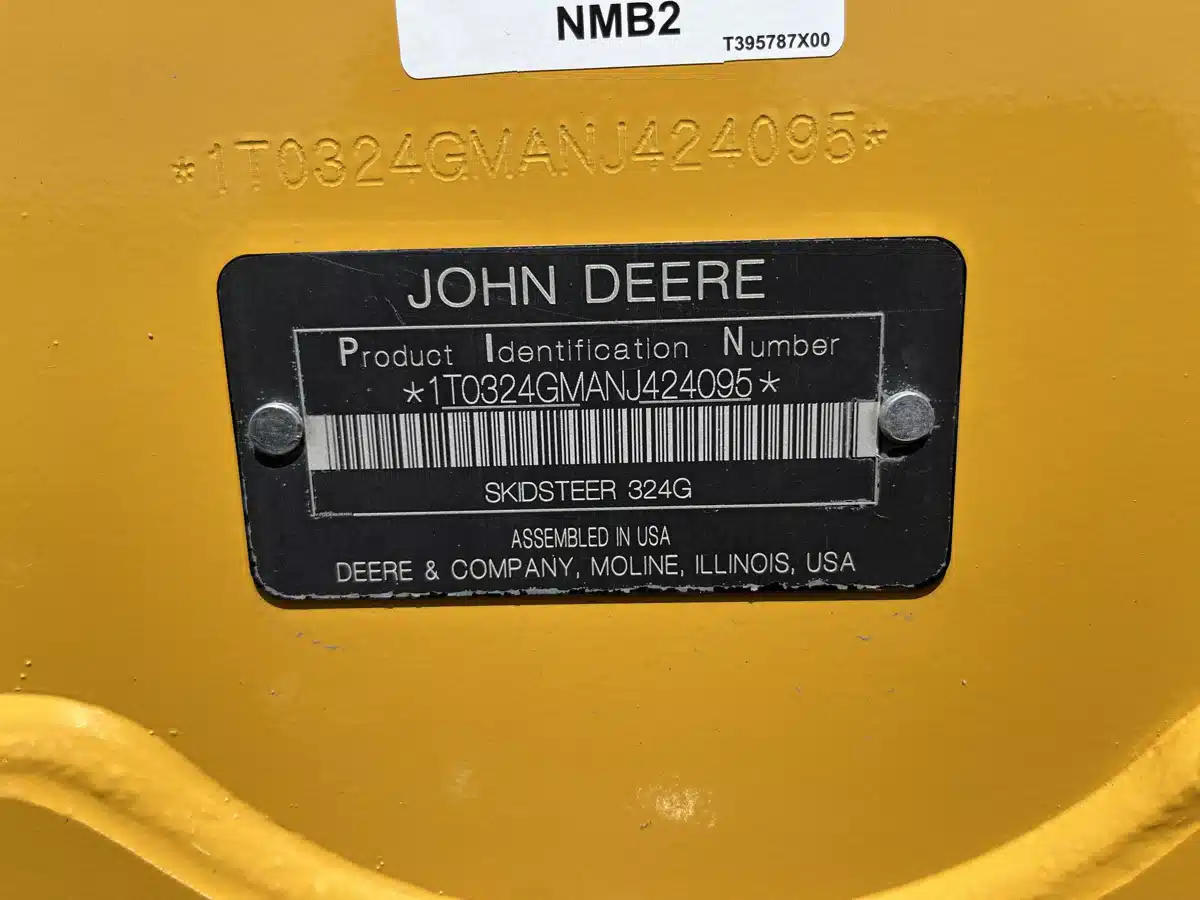 NMB2
T395787X00
*1T0324GMANJ424095*
JOHN DEERE
Product Identification Number
*1T0324GMANJ424095*
SKIDSTEER 324G
ASSEMBLED IN USA
DEERE & COMPANY, MOLINE, ILLINOIS, USA